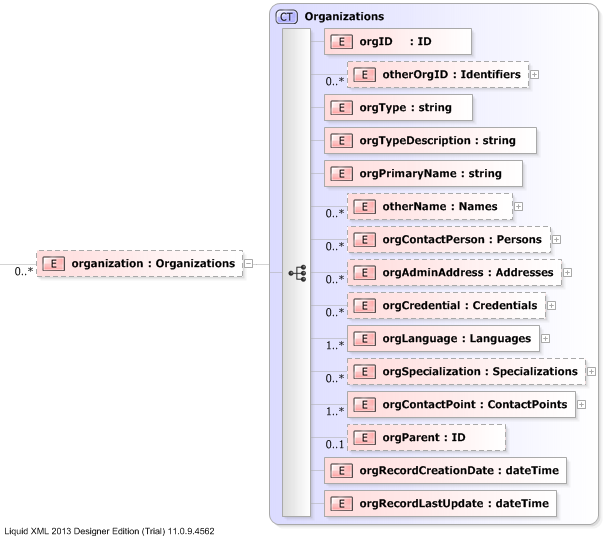 CT Organizations
E orgID : ID
0..* E otherOrgID : Identifiers
E orgType : string
E orgTypeDescription : string
E orgPrimaryName : string
0..* E otherName : Names
0..* E orgContactPerson : Persons
0..* E organization : Organizations
0..* E orgAdminAddress : Addresses
0..* E orgCredential : Credentials
1..* E orgLanguage : Languages
0..* E orgSpecialization : Specializations
1..* E orgContactPoint : ContactPoints
0..1 E orgParent : ID
E orgRecordCreationDate : dateTime
E orgRecordLastUpdate : dateTime
Liquid XML 2013 Designer Edition (Trial) 11.0.9.4562